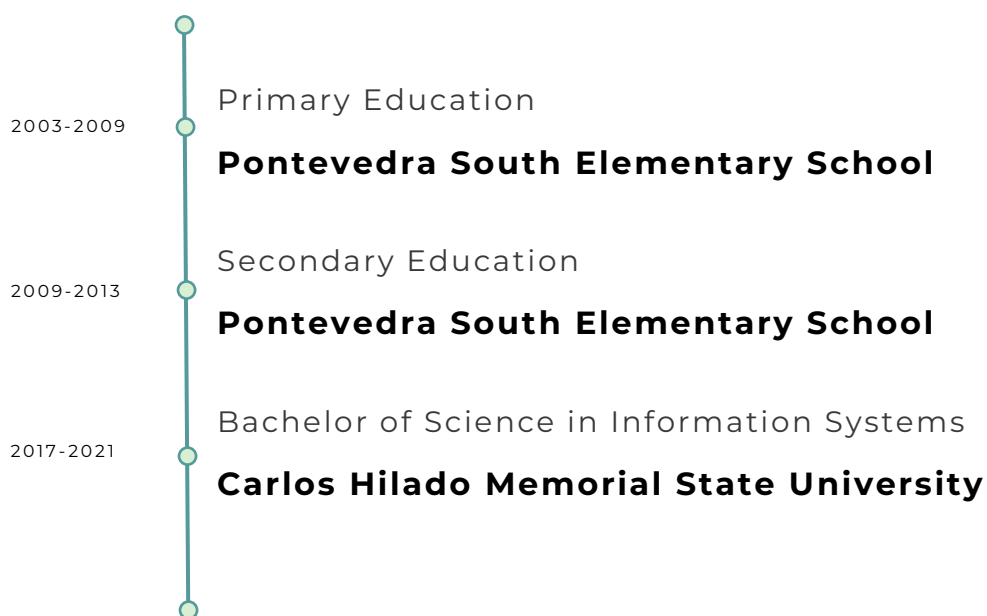 Primary Education
2003-2009
Pontevedra South Elementary School
Secondary Education
2009-2013
Pontevedra South Elementary School
Bachelor of Science in Information Systems
2017-2021
Carlos Hilado Memorial State University